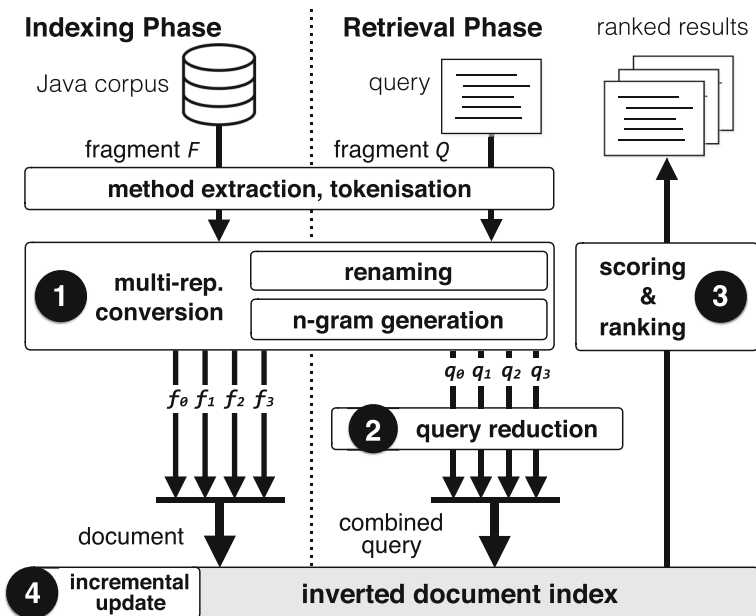 Indexing Phase
Retrieval Phase
ranked results
Java corpus
query
fragment F
fragment Q
method extraction, tokenisation
1
multi-rep.
conversion
renaming
n-gram generation
scoring
&
ranking
3
f0 f1 f2 f3
q0 q1 q2 q3
2
query reduction
document
combined
query
4
incremental
update
inverted document index